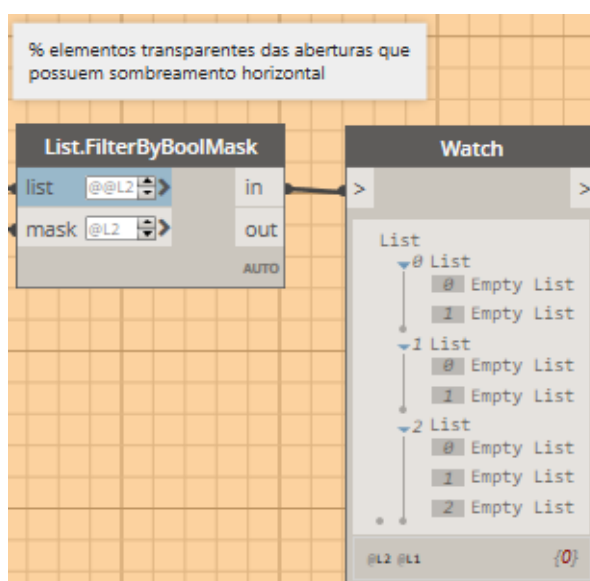 % elementos transparentes das aberturas que
possuem sombreamento horizontal
List.FilterByBoolMask
list @@L2 > in
mask @L2 > out
AUTO
Watch
> >
List
0 List
0 Empty List
1 Empty List
1 List
0 Empty List
1 Empty List
2 List
0 Empty List
1 Empty List
2 Empty List
@L2 @L1 {0}